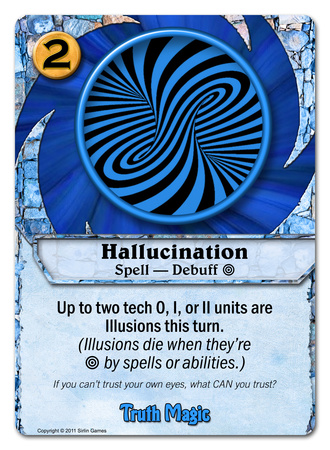 2
Hallucination
Spell — Debuff ◎
Up to two tech 0, I, or II units are
Illusions this turn.
(Illusions die when they're
◎ by spells or abilities.)
If you can't trust your own eyes, what CAN you trust?
Truth Magic
Copyright © 2011 Sirlin Games